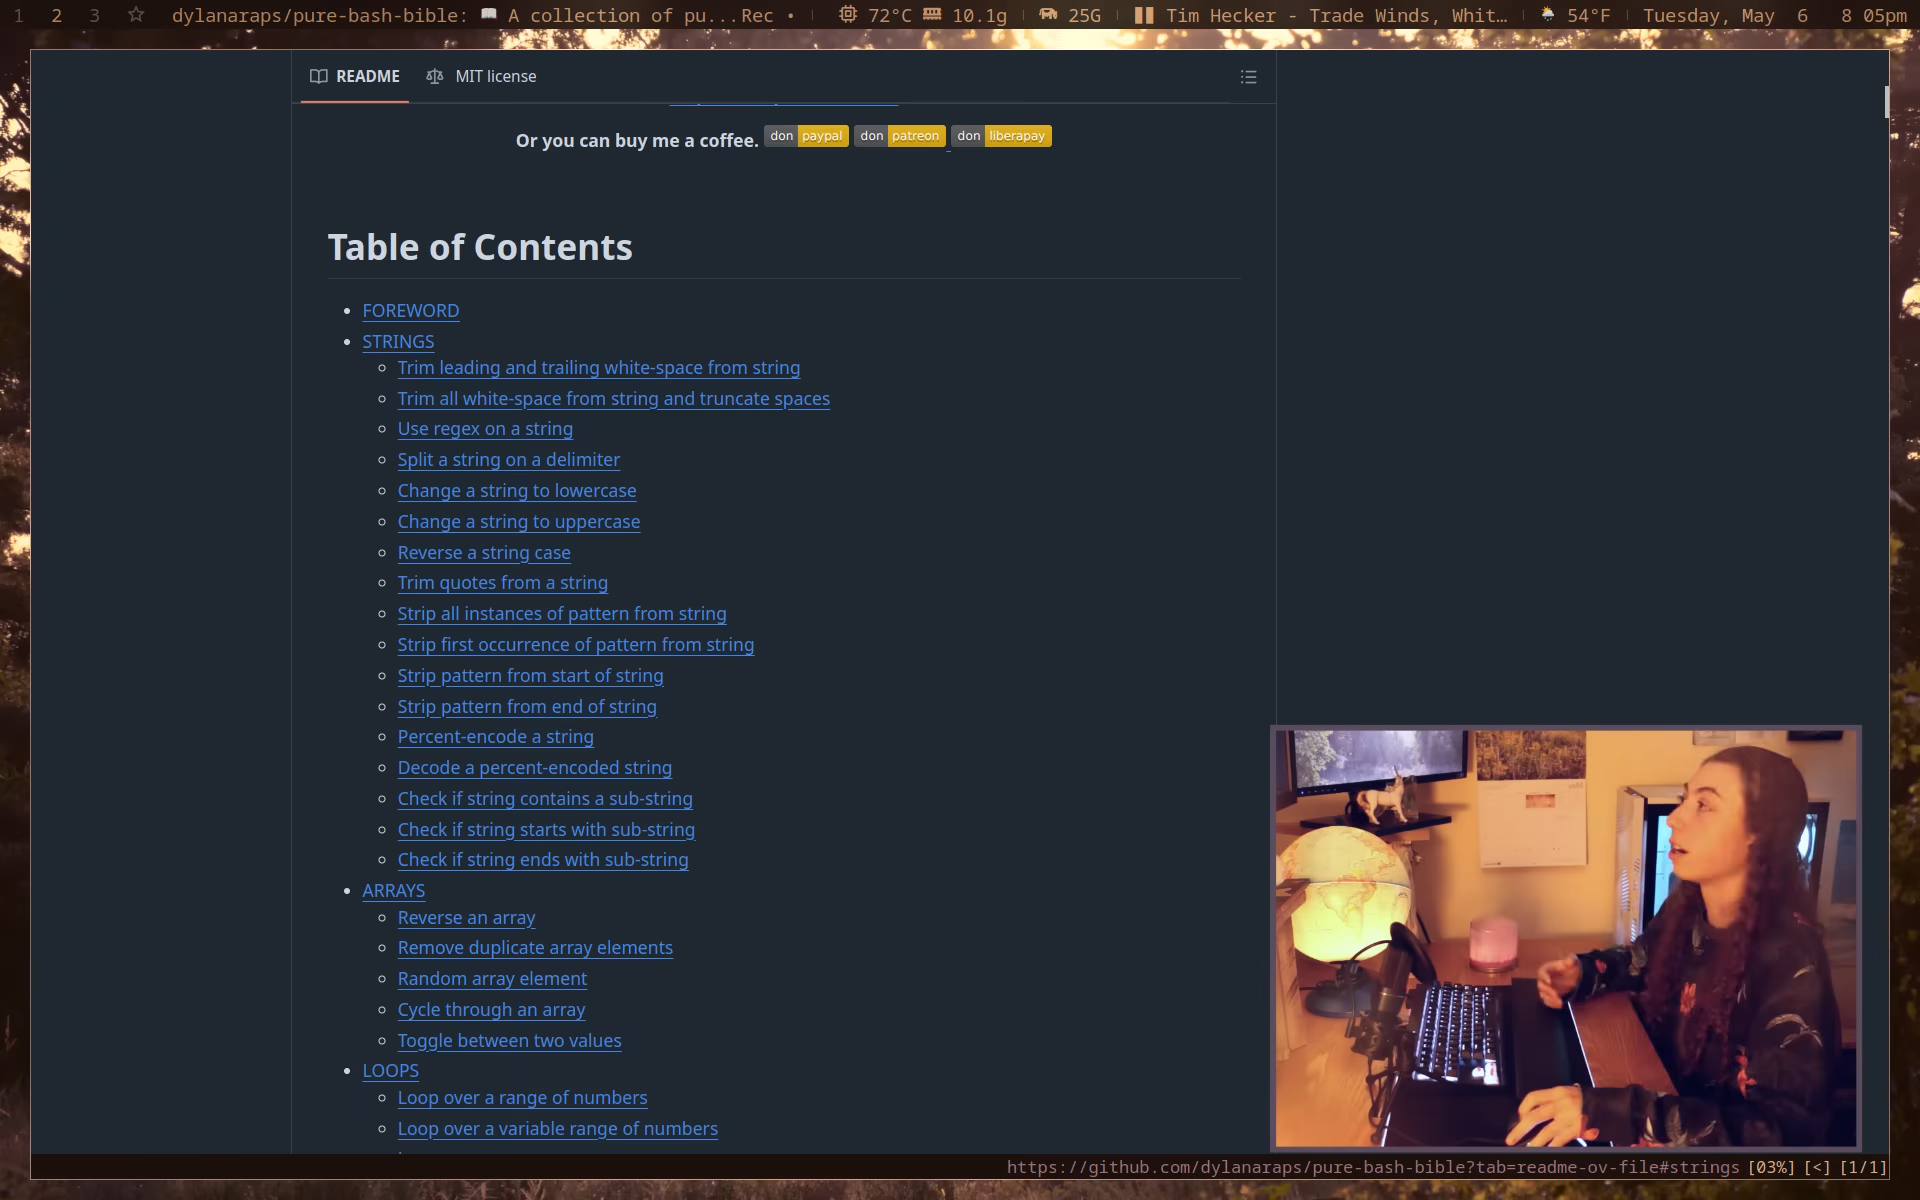 1 2 3 dylanaraps/pure-bash-bible: A collection of pu...Rec • 72°C 10.1g 25G Tim Hecker - Trade Winds, Whit… 54°F Tuesday, May 6 8 05pm
README MIT license
Or you can buy me a coffee. don paypal don patreon don liberapay
Table of Contents
FOREWORD
STRINGS
Trim leading and trailing white-space from string
Trim all white-space from string and truncate spaces
Use regex on a string
Split a string on a delimiter
Change a string to lowercase
Change a string to uppercase
Reverse a string case
Trim quotes from a string
Strip all instances of pattern from string
Strip first occurrence of pattern from string
Strip pattern from start of string
Strip pattern from end of string
Percent-encode a string
Decode a percent-encoded string
Check if string contains a sub-string
Check if string starts with sub-string
Check if string ends with sub-string
ARRAYS
Reverse an array
Remove duplicate array elements
Random array element
Cycle through an array
Toggle between two values
LOOPS
Loop over a range of numbers
Loop over a variable range of numbers
https://github.com/dylanaraps/pure-bash-bible?tab=readme-ov-file#strings [03%] [<] [1/1]